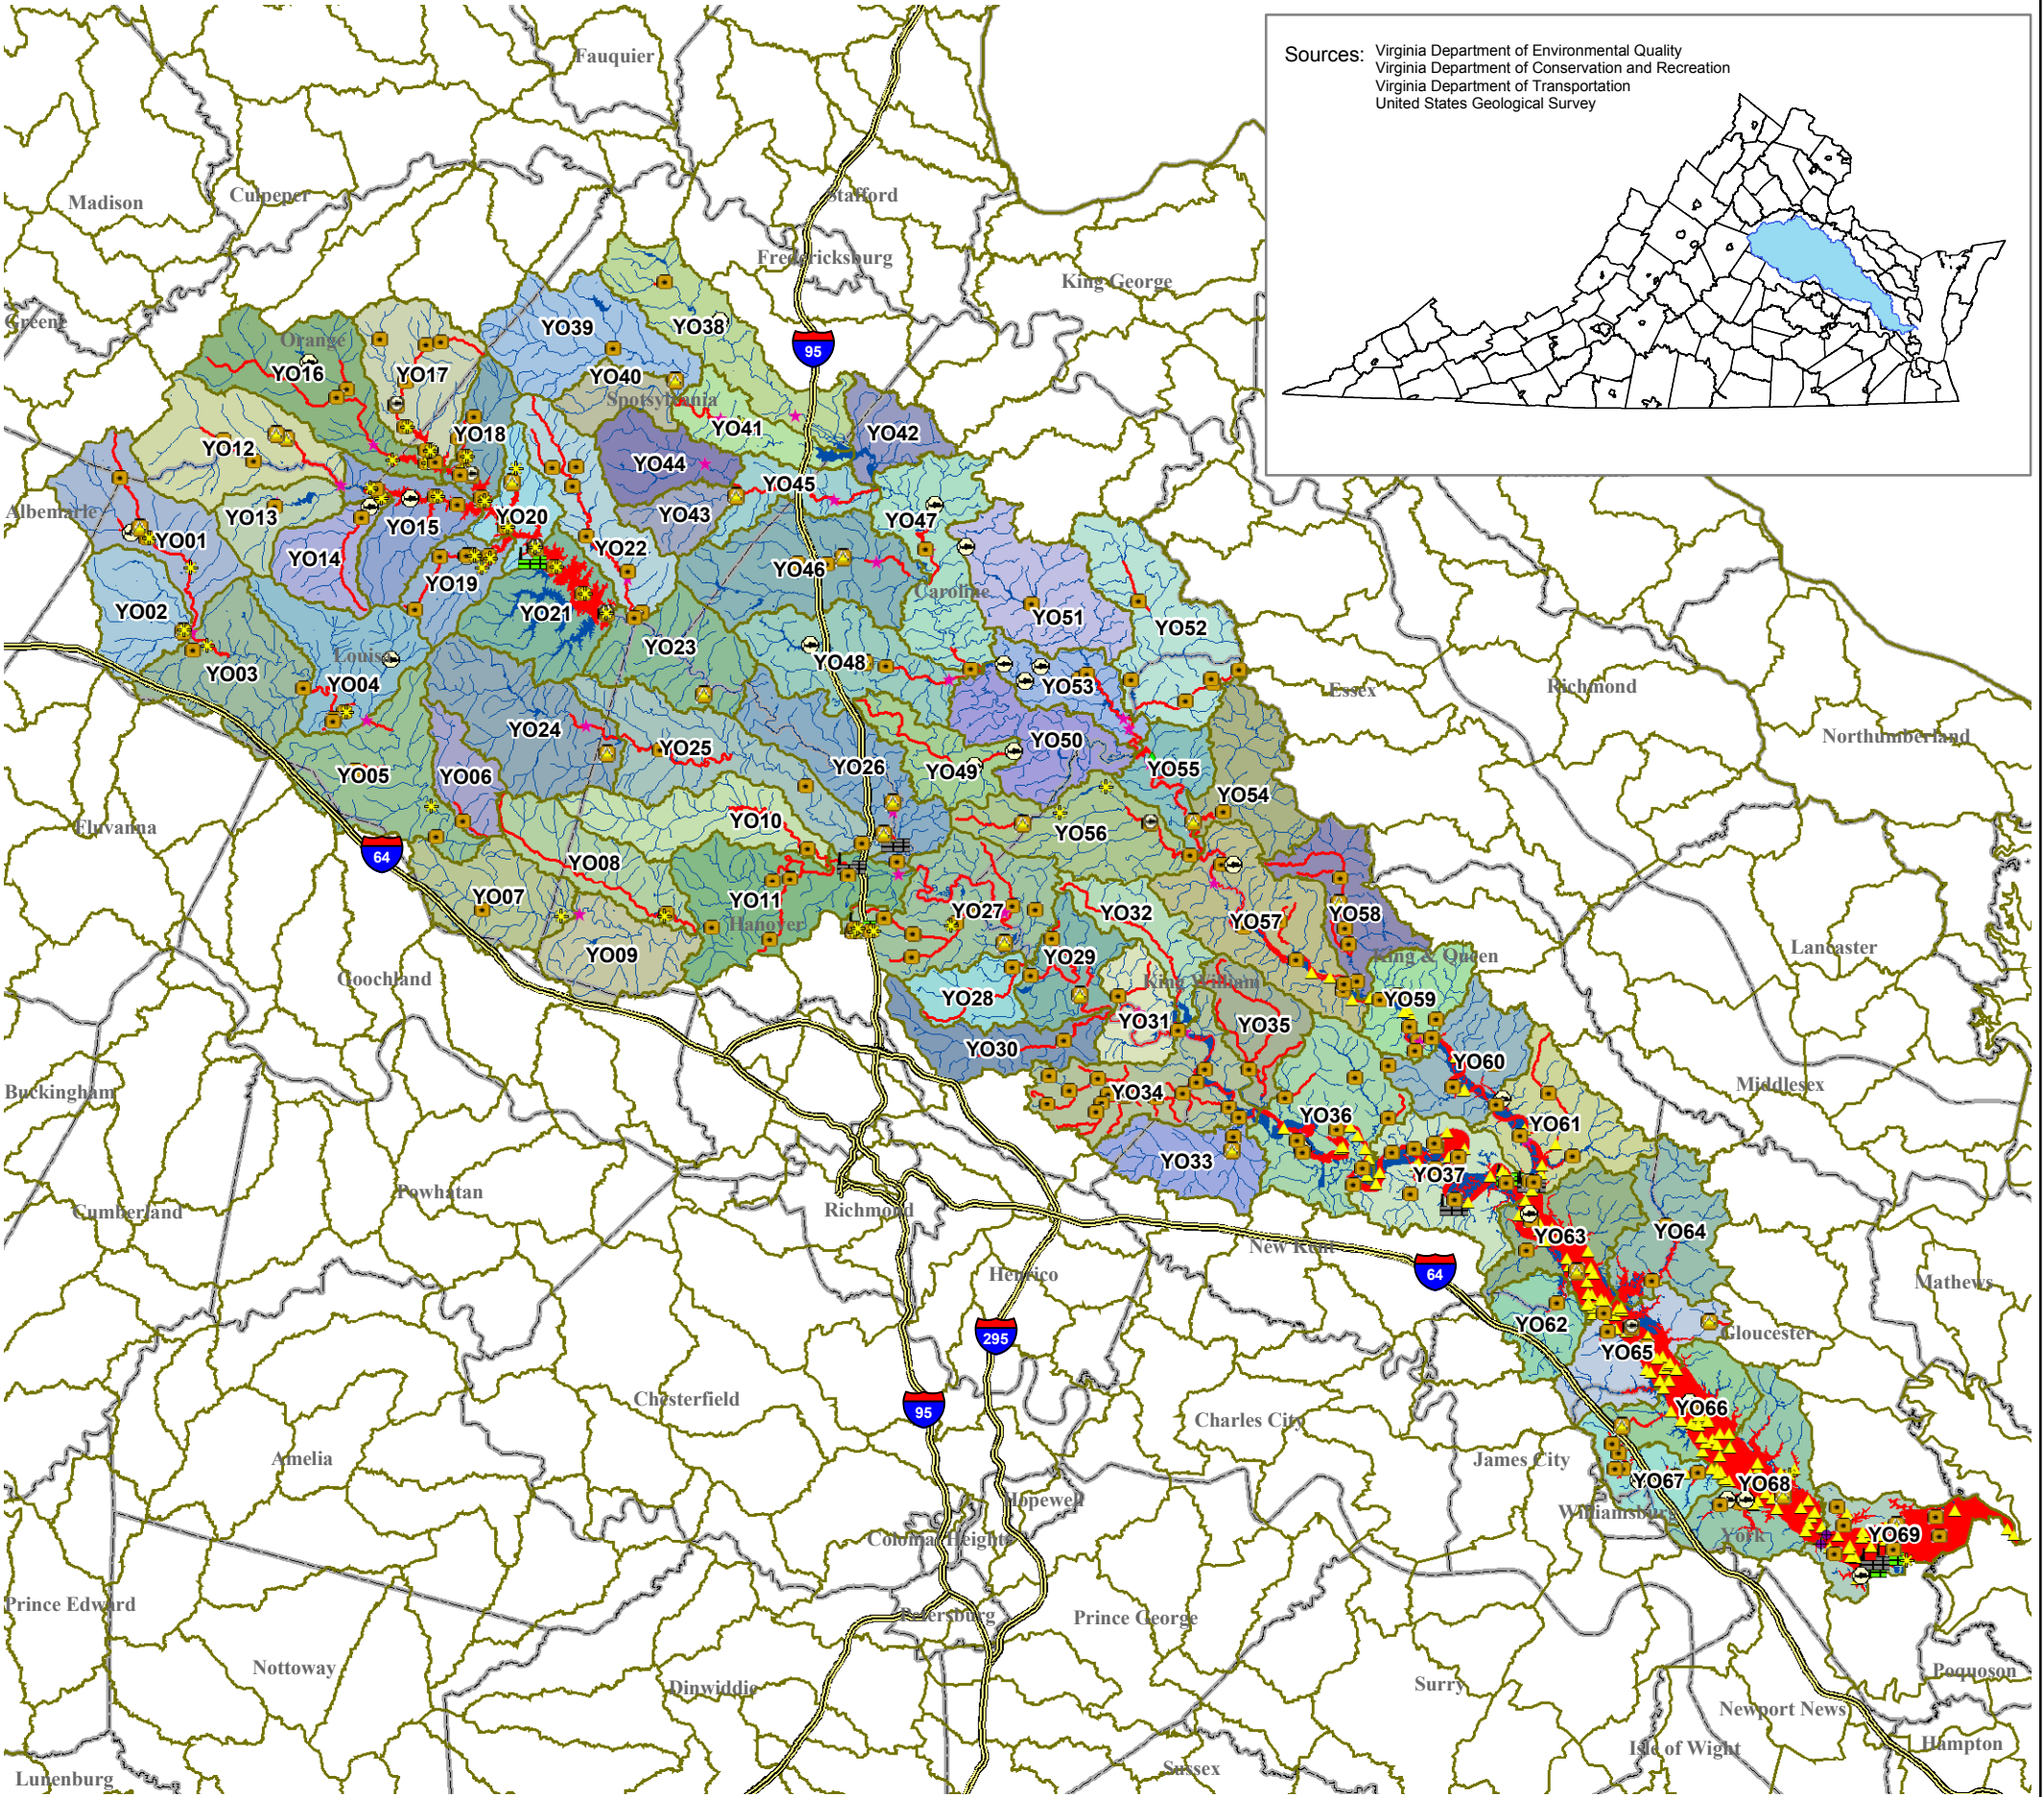 Sources: Virginia Department of Environmental Quality
Virginia Department of Conservation and Recreation
Virginia Department of Transportation
United States Geological Survey
Fauquier
Madison
Culpeper
Stafford
Fredericksburg
King George
Greene
Orange
YO16
YO17
YO39
YO38
95
YO40
Spotsylvania
YO41
YO42
YO12
YO18
YO44
YO45
Albemarle
YO01
YO13
YO14
YO15
YO20
YO43
YO47
YO22
YO46
YO19
Caroline
YO02
YO21
YO51
YO52
YO03
Louisa
YO04
YO23
YO48
YO53
Essex
Richmond
YO24
YO25
YO50
Northumberland
YO05
YO06
YO26
YO49
YO55
YO54
Fluvanna
64
YO10
YO56
YO08
YO07
YO11
Hanover
YO27
YO32
YO57
YO58
Lancaster
YO09
YO29
King & Queen
Goochland
YO28
King William
YO59
YO31
YO35
YO30
YO60
Buckingham
YO34
YO36
Middlesex
YO61
YO33
YO37
Powhatan
Cumberland
Richmond
New Kent
YO63
YO64
Henrico
64
Mathews
295
YO62
Gloucester
YO65
Chesterfield
95
Charles City
YO66
Amelia
James City
YO67
YO68
Hopewell
Williamsburg
York
YO69
Colonial Heights
Prince Edward
Petersburg
Prince George
Nottoway
Dinwiddie
Surry
Poquoson
Newport News
Isle of Wight
Hampton
Lunenburg
Sussex